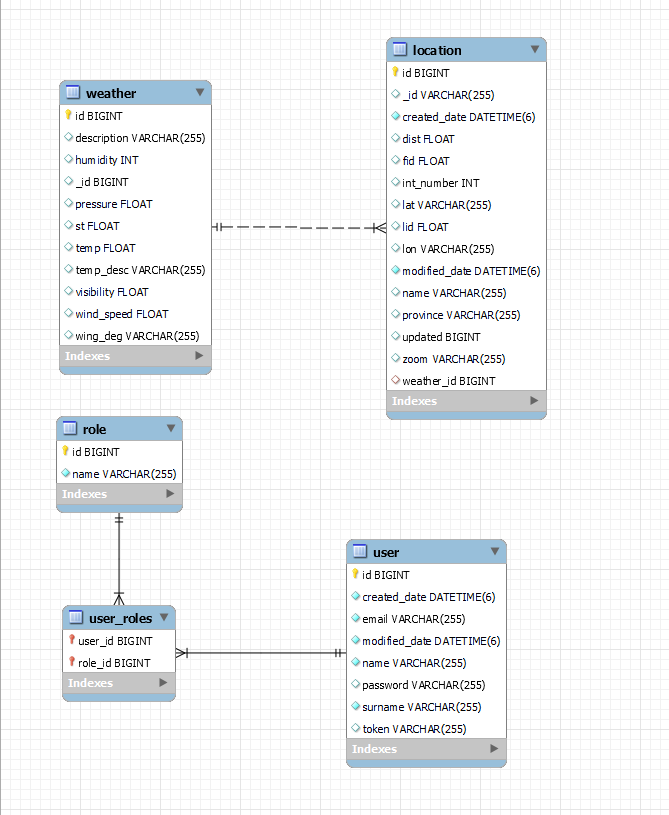 weather
id BIGINT
description VARCHAR(255)
humidity INT
_id BIGINT
pressure FLOAT
st FLOAT
temp FLOAT
temp_desc VARCHAR(255)
visibility FLOAT
wind_speed FLOAT
wing_deg VARCHAR(255)
Indexes
location
id BIGINT
_id VARCHAR(255)
created_date DATETIME(6)
dist FLOAT
fid FLOAT
int_number INT
lat VARCHAR(255)
lid FLOAT
lon VARCHAR(255)
modified_date DATETIME(6)
name VARCHAR(255)
province VARCHAR(255)
updated BIGINT
zoom VARCHAR(255)
weather_id BIGINT
Indexes
role
id BIGINT
name VARCHAR(255)
Indexes
user_roles
user_id BIGINT
role_id BIGINT
Indexes
user
id BIGINT
created_date DATETIME(6)
email VARCHAR(255)
modified_date DATETIME(6)
name VARCHAR(255)
password VARCHAR(255)
surname VARCHAR(255)
token VARCHAR(255)
Indexes